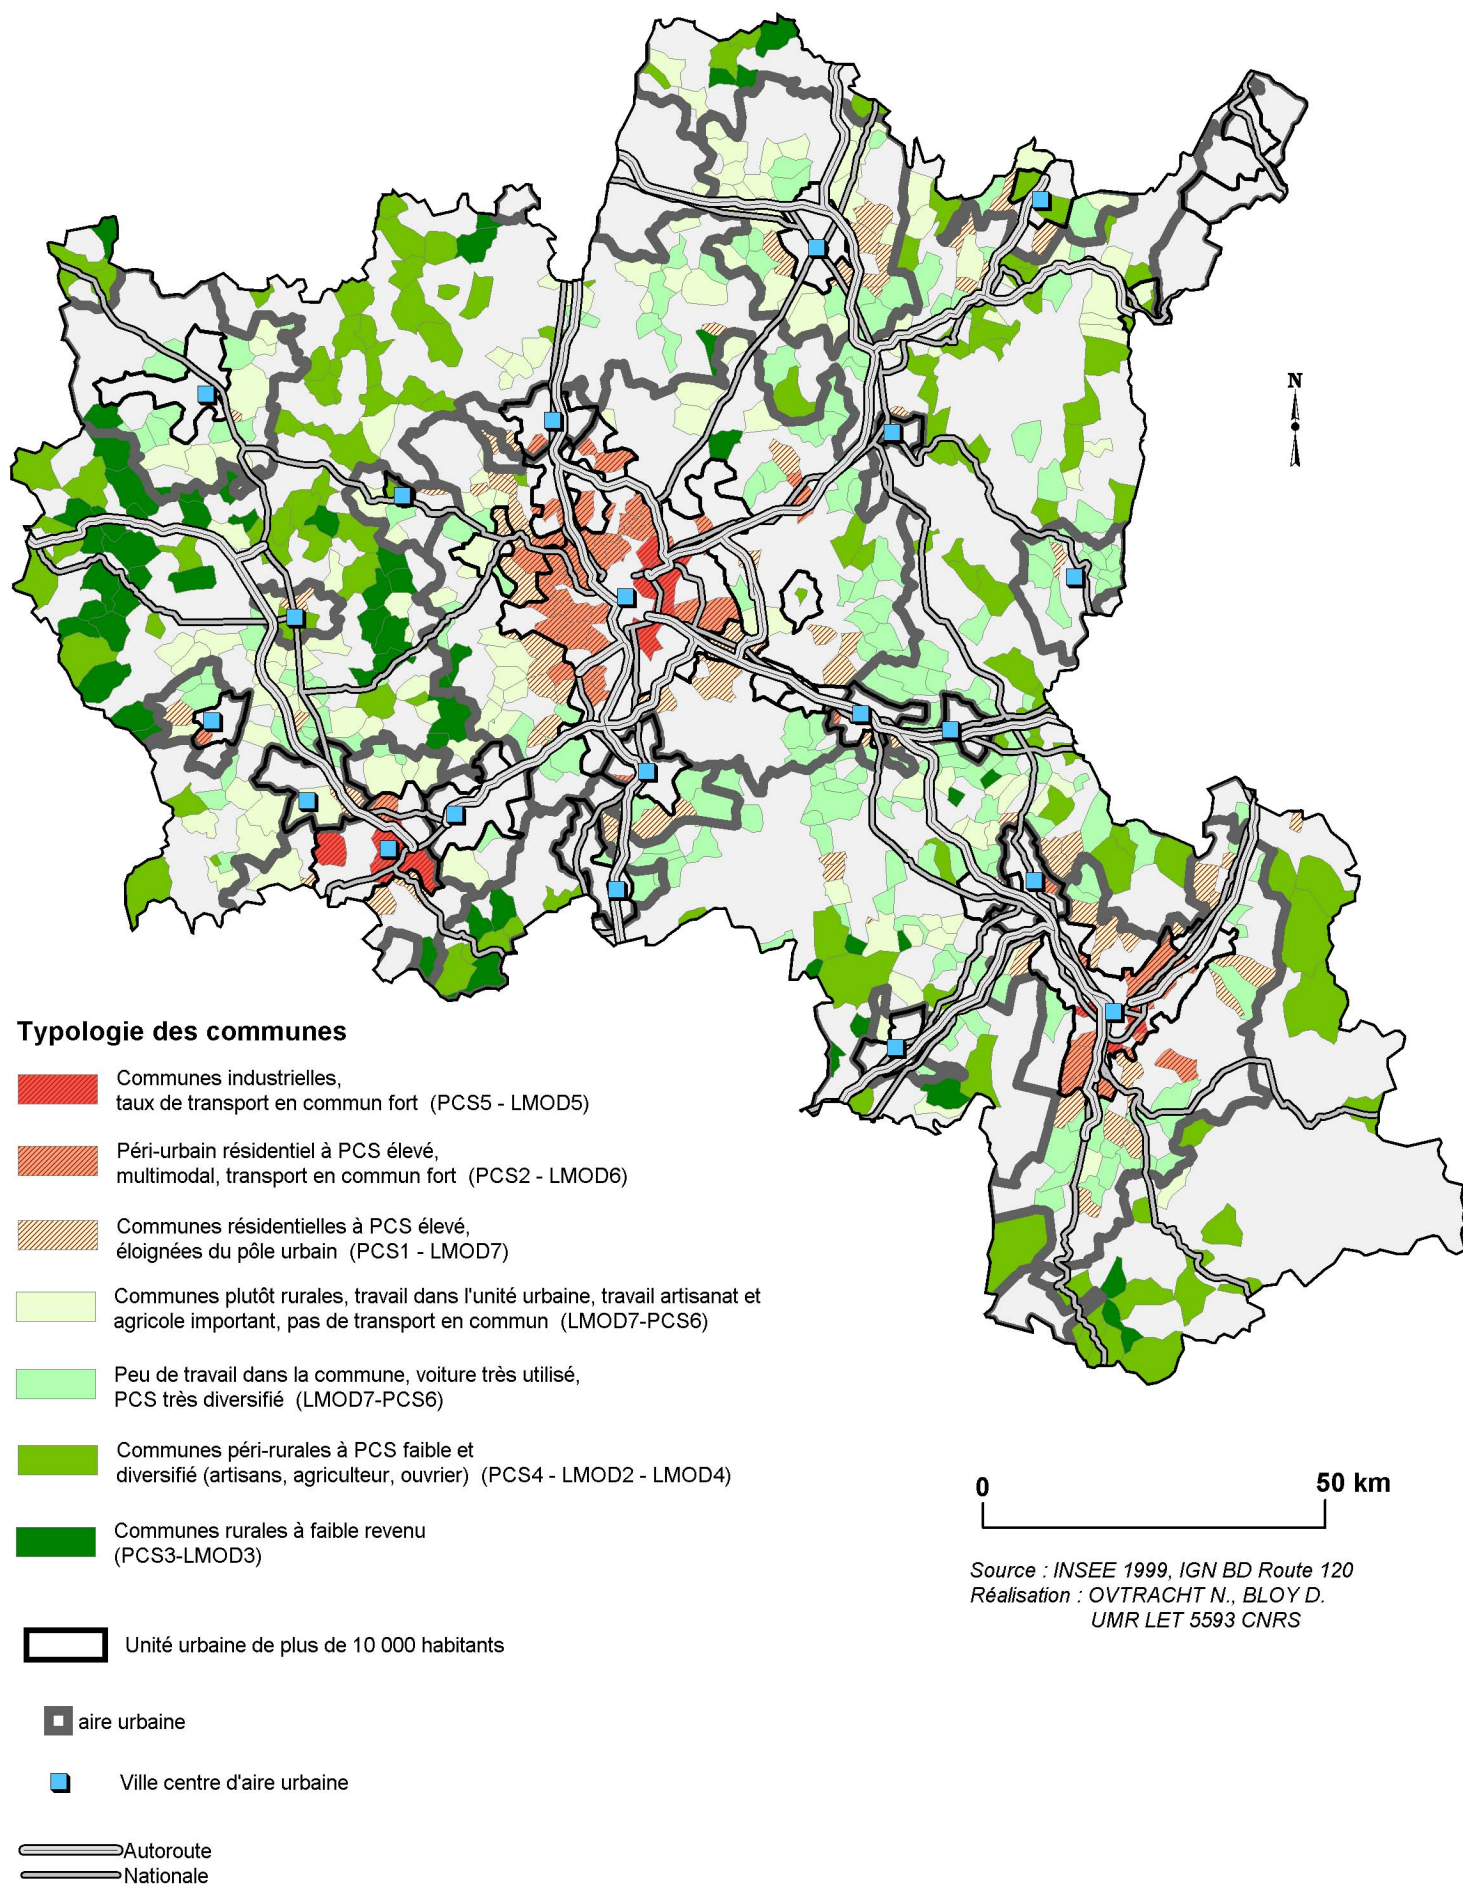 N
Typologie des communes
Communes industrielles,
taux de transport en commun fort (PCS5 - LMOD5)
Péri-urbain résidentiel à PCS élevé,
multimodal, transport en commun fort (PCS2 - LMOD6)
Communes résidentielles à PCS élevé,
éloignées du pôle urbain (PCS1 - LMOD7)
Communes plutôt rurales, travail dans l'unité urbaine, travail artisanat et
agricole important, pas de transport en commun (LMOD7-PCS6)
Peu de travail dans la commune, voiture très utilisé,
PCS très diversifié (LMOD7-PCS6)
Communes péri-rurales à PCS faible et
diversifié (artisans, agriculteur, ouvrier) (PCS4 - LMOD2 - LMOD4)
Communes rurales à faible revenu
(PCS3-LMOD3)
Unité urbaine de plus de 10 000 habitants
aire urbaine
Ville centre d'aire urbaine
Autoroute
Nationale
0 50 km
Source : INSEE 1999, IGN BD Route 120
Réalisation : OVTRACHT N., BLOY D.
UMR LET 5593 CNRS